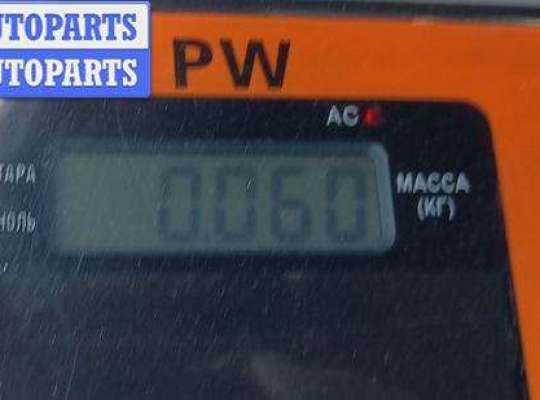 UTOPARTS
UTOPARTS
PW
AC
ТАРА
НОЛЬ
МАССА
(КГ)
0.060